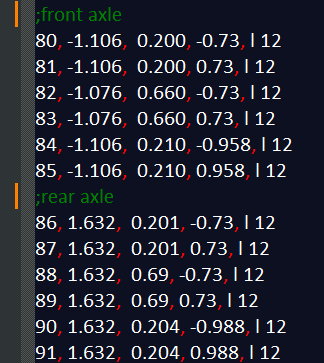 ;front axle
80, -1.106,  0.200, -0.73, l 12
81, -1.106,  0.200, 0.73, l 12
82, -1.076,  0.660, -0.73, l 12
83, -1.076,  0.660, 0.73, l 12
84, -1.106,  0.210, -0.958, l 12
85, -1.106,  0.210, 0.958, l 12
;rear axle
86, 1.632,  0.201, -0.73, l 12
87, 1.632,  0.201, 0.73, l 12
88, 1.632,  0.69, -0.73, l 12
89, 1.632,  0.69, 0.73, l 12
90, 1.632,  0.204, -0.988, l 12
91, 1.632,  0.204, 0.988, l 12